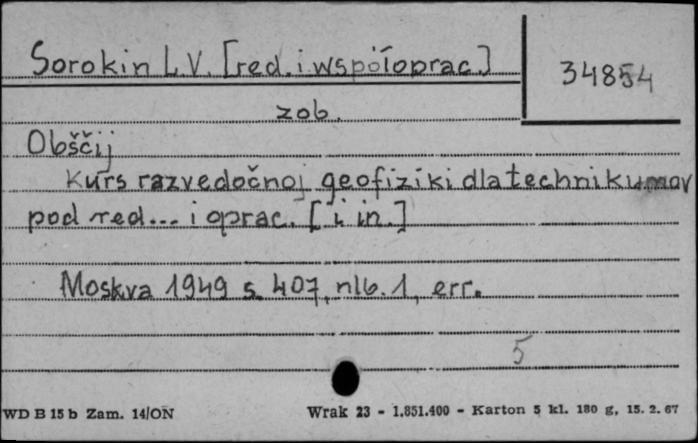 Sorokin L.V. [red. i współoprac.]
34854
zob.
Obščij
kurs razvedočnoj geofiziki dla technikumov
pod red... i oprac. [i in.]
Moskva 1949 s. 407, nlb. 1, err.
5
WD B 15 b Zam. 14/ON
Wrak 23 - 1.851.400 - Karton 5 kl. 180 g, 15. 2. 67